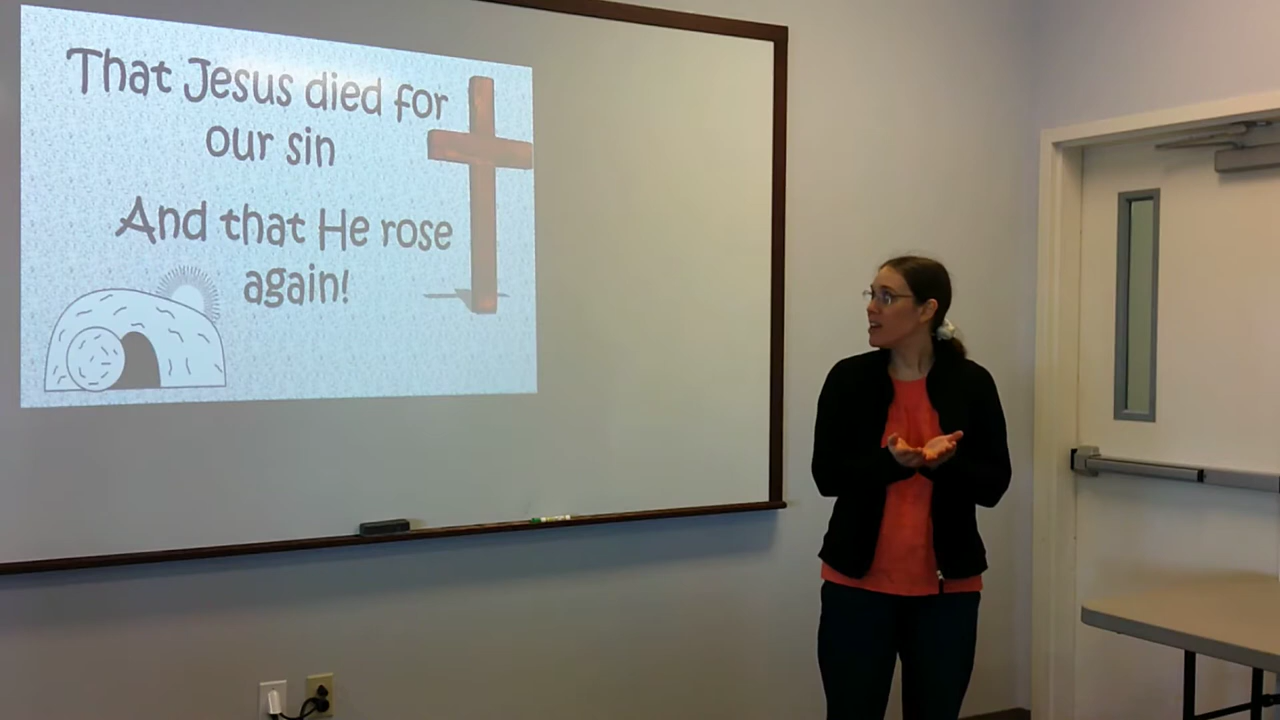 That Jesus died for
our sin
And that He rose
again!